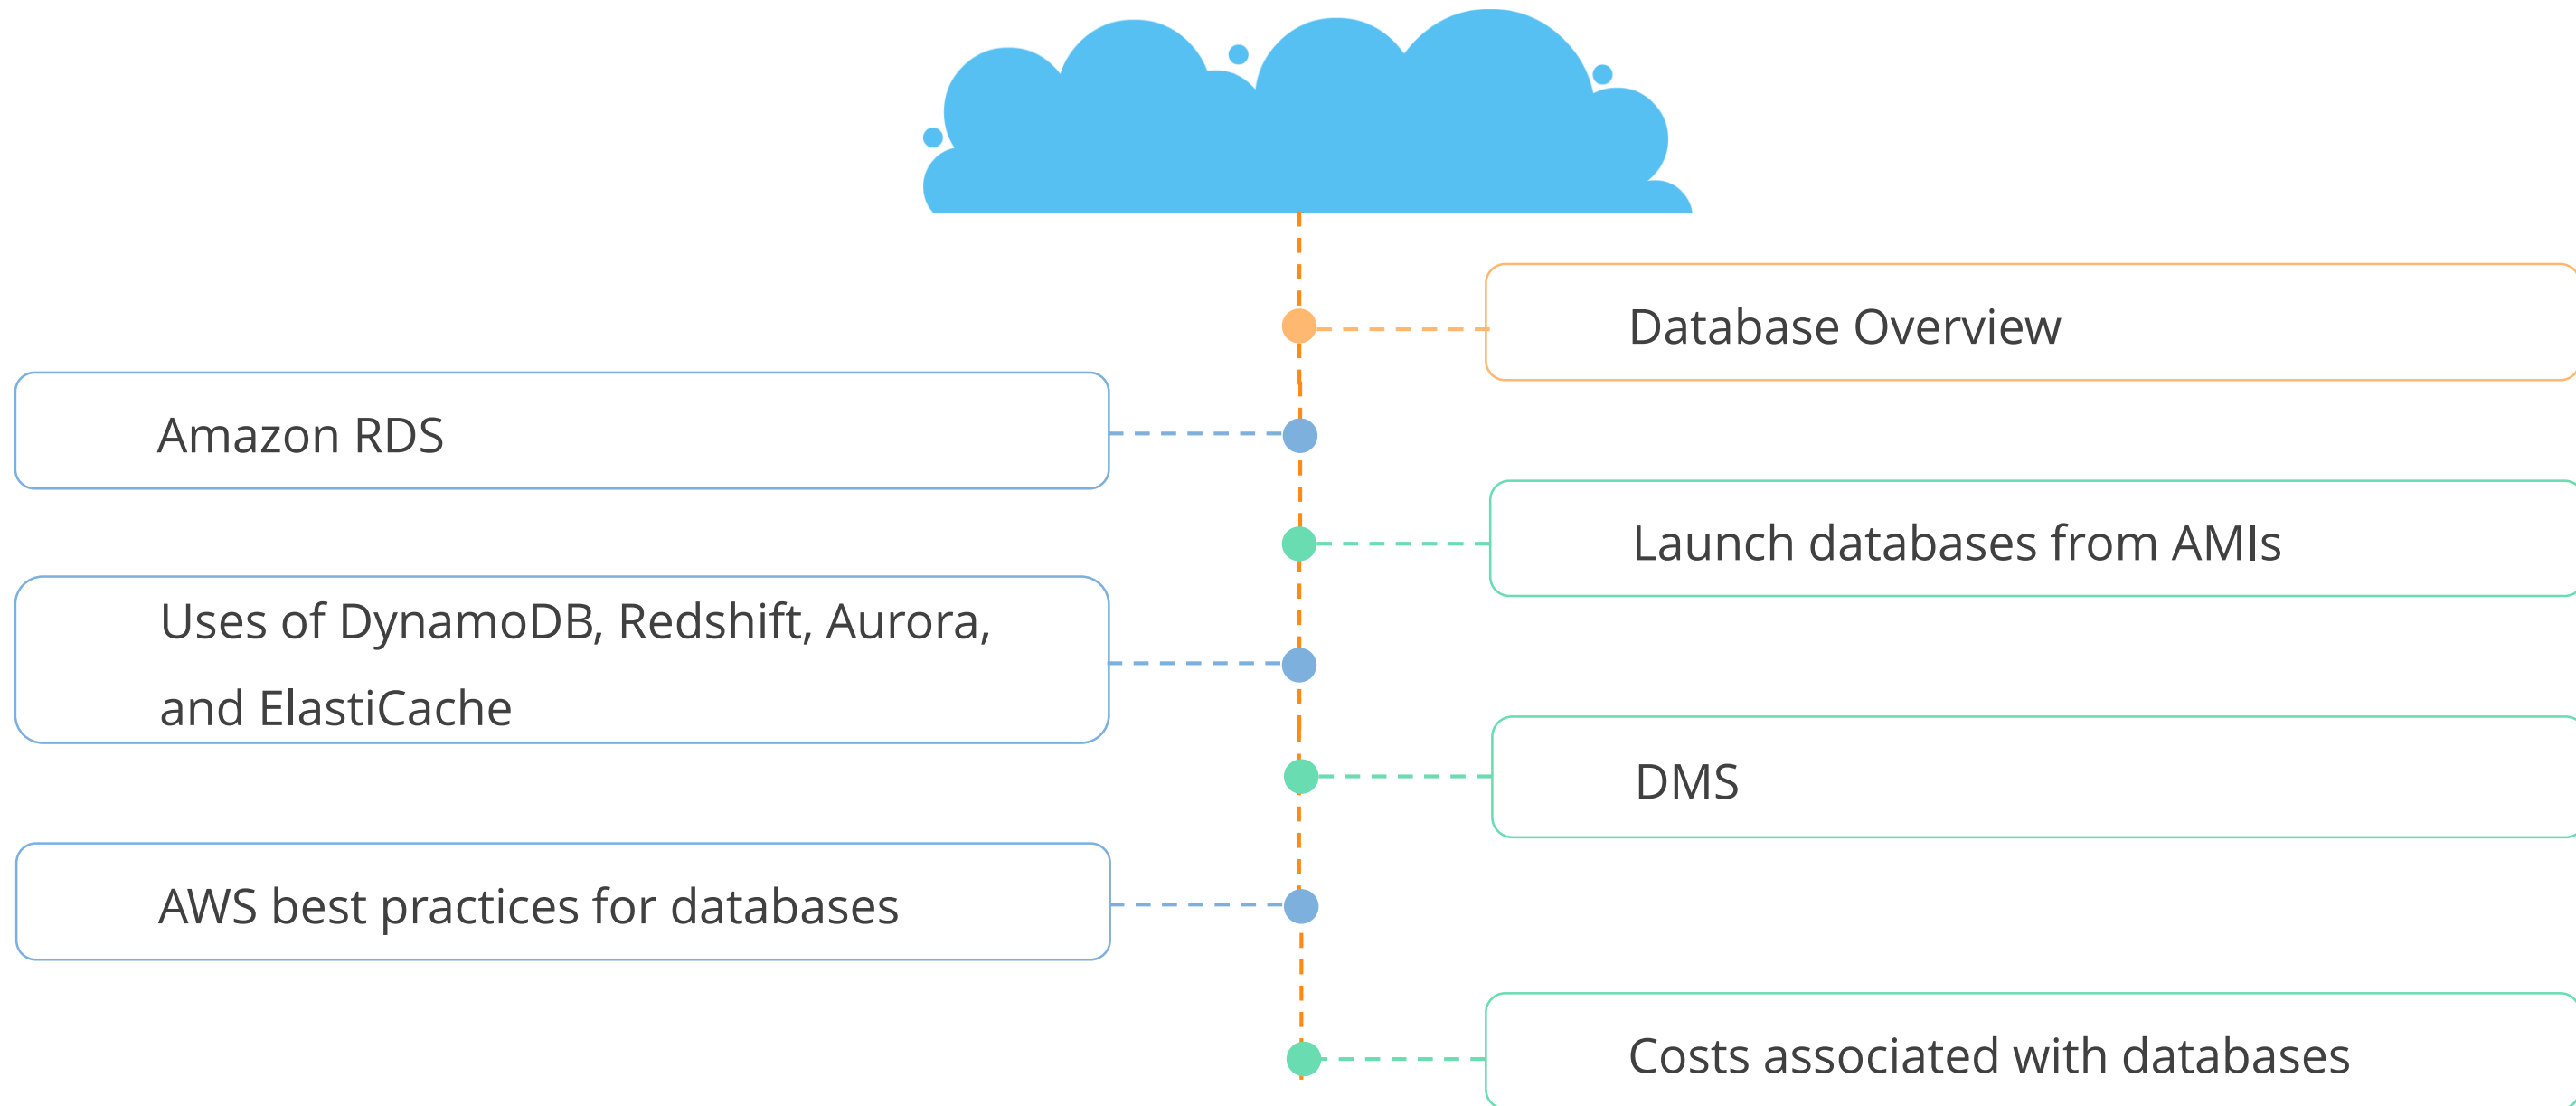 Database Overview
Amazon RDS
Launch databases from AMIs
Uses of DynamoDB, Redshift, Aurora,
and ElastiCache
DMS
AWS best practices for databases
Costs associated with databases